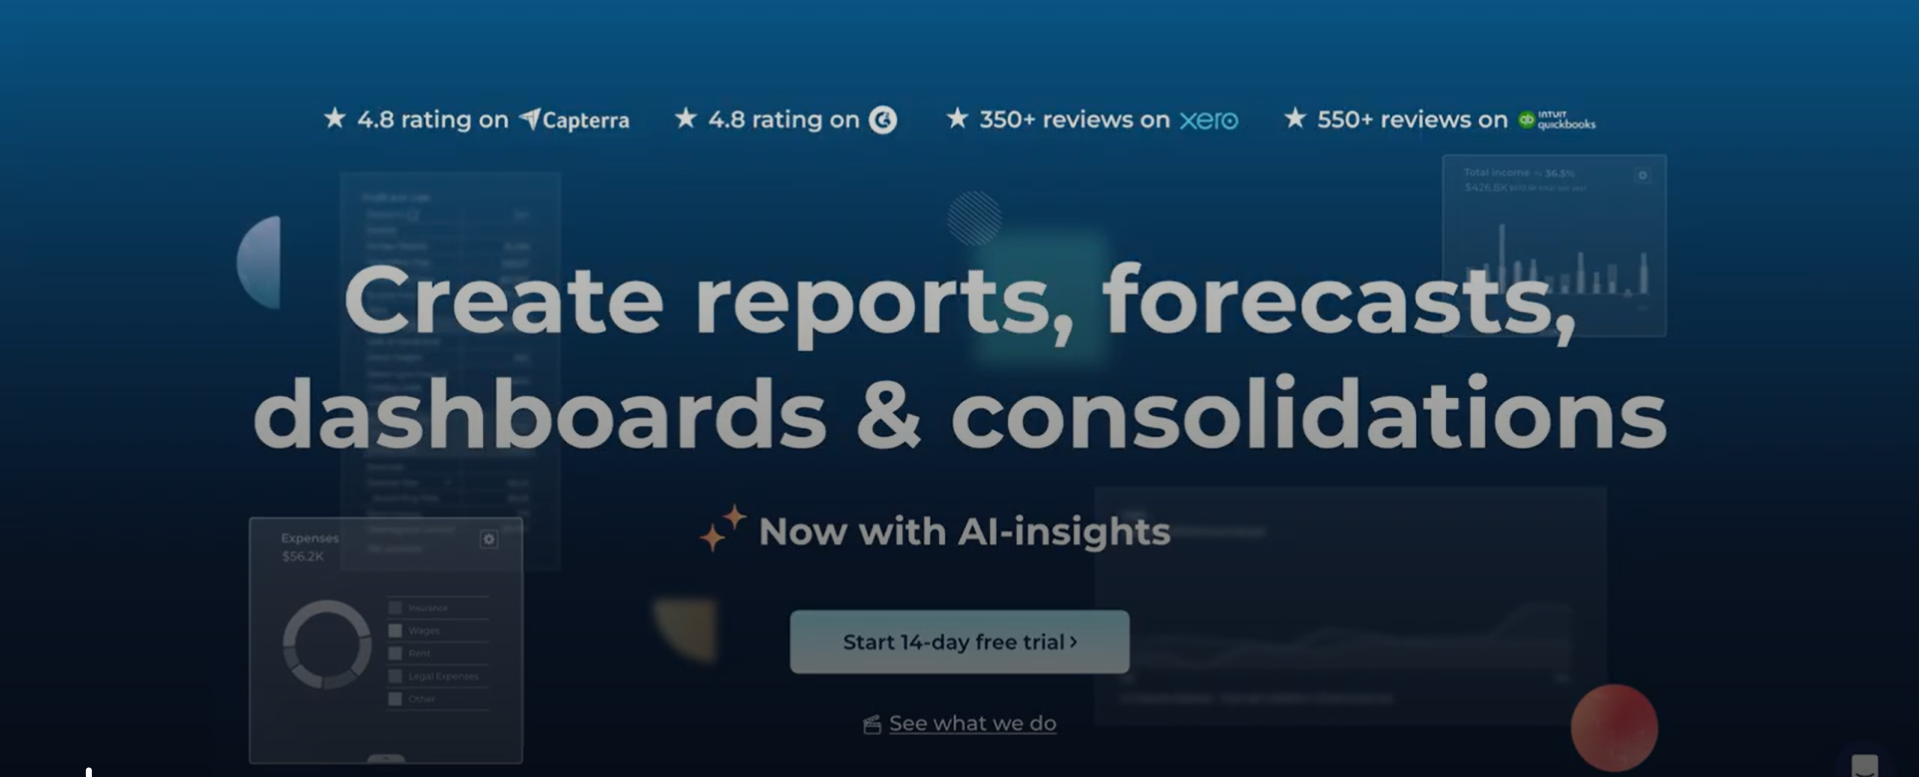 ★ 4.8 rating on Capterra
★ 4.8 rating on G
★ 350+ reviews on xero
★ 550+ reviews on qb INTUIT quickbooks
Total income
36.5%
$426.8K
Create reports, forecasts,
dashboards & consolidations
Now with AI-insights
Expenses
$56.2K
Insurance
Wages
Rent
Legal Expenses
Other
Start 14-day free trial ›
See what we do